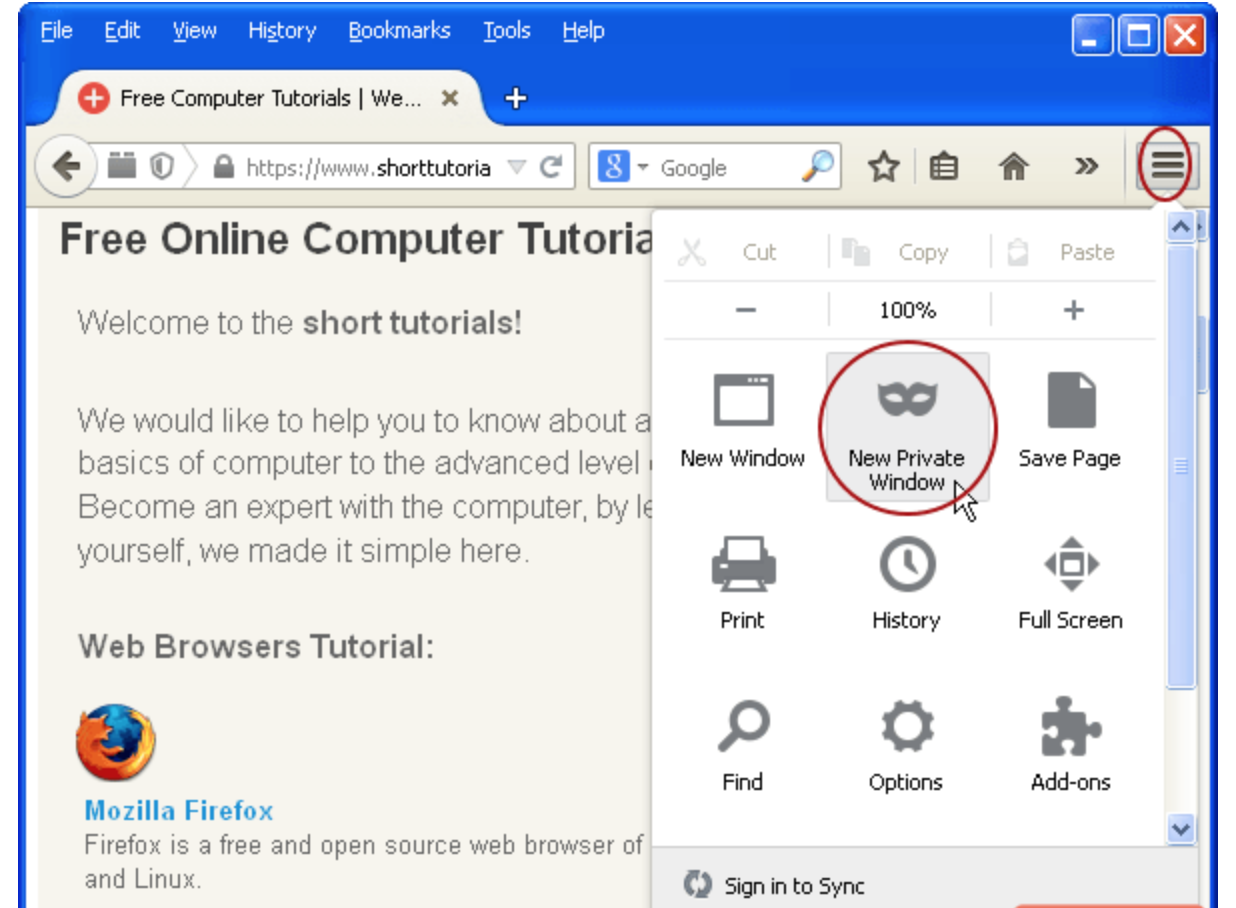 File Edit View History Bookmarks Tools Help
Free Computer Tutorials | We...
https://www.shorttutoria
8 Google
Free Online Computer Tutoria
Cut Copy Paste
100%
Welcome to the short tutorials!
New Window New Private Window Save Page
We would like to help you to know about a
basics of computer to the advanced level
Become an expert with the computer, by le
yourself, we made it simple here.
Print History Full Screen
Web Browsers Tutorial:
Find Options Add-ons
Mozilla Firefox
Firefox is a free and open source web browser of
and Linux.
Sign in to Sync